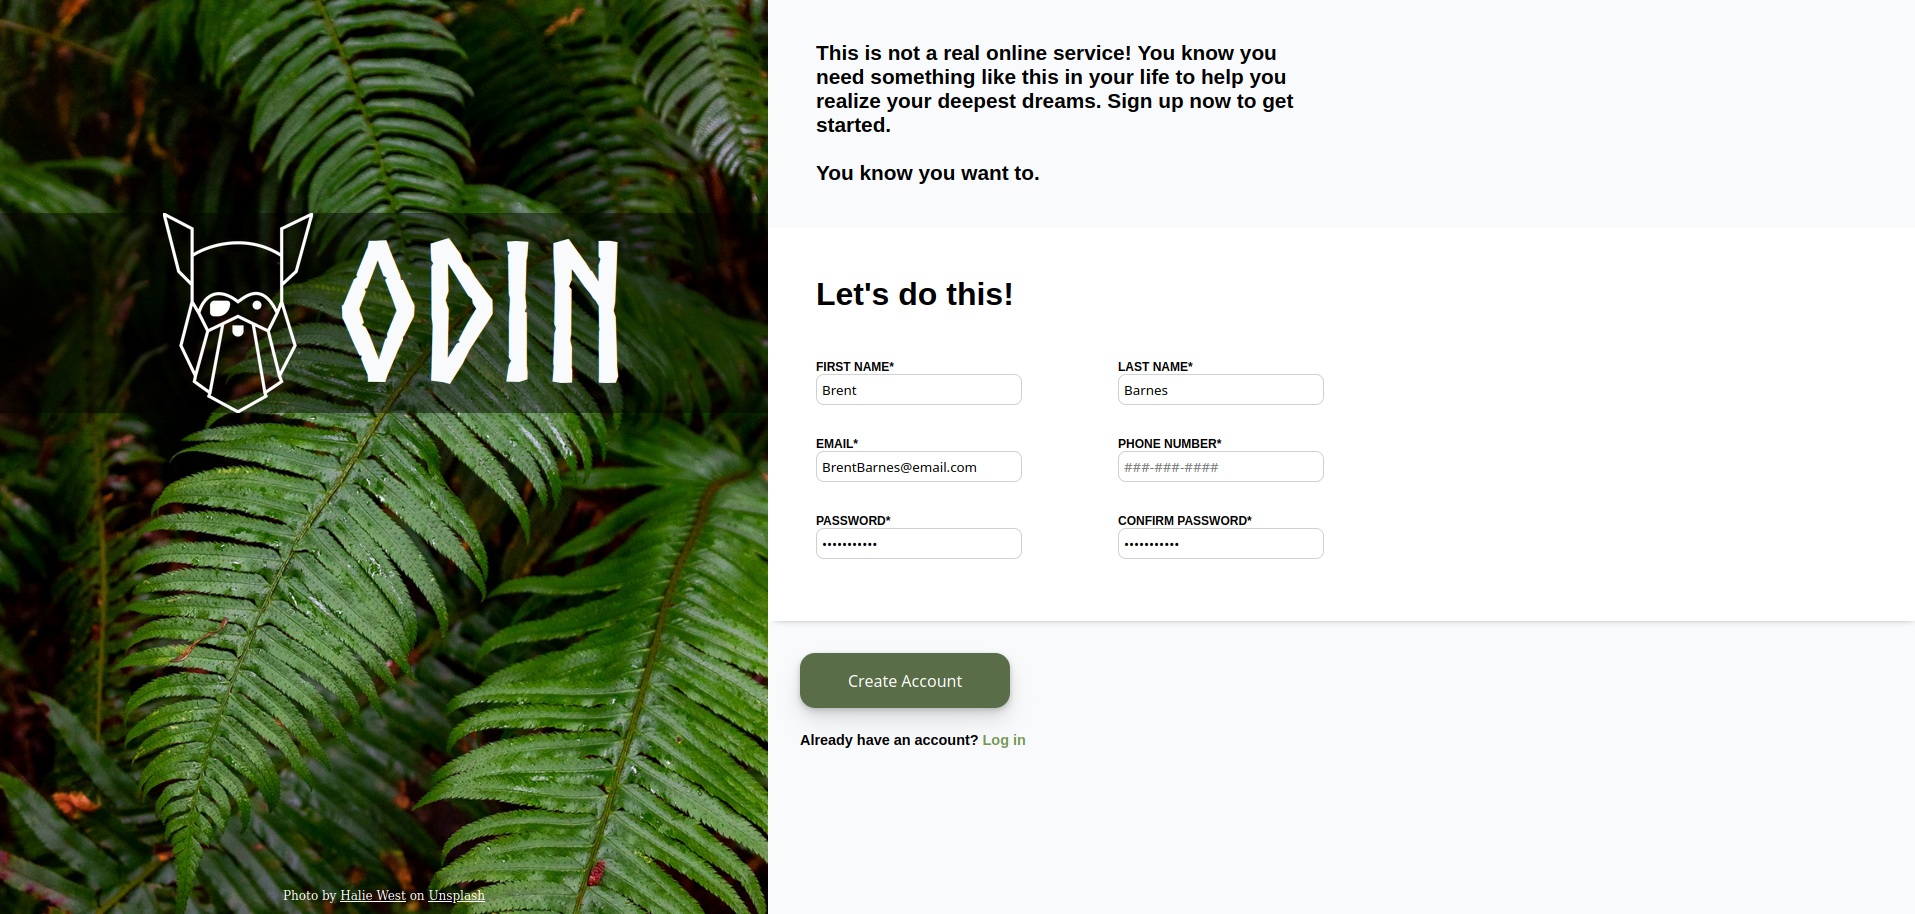 ODIN
Photo by Halie West on Unsplash
This is not a real online service! You know you
need something like this in your life to help you
realize your deepest dreams. Sign up now to get
started.
You know you want to.
Let's do this!
FIRST NAME*
Brent
LAST NAME*
Barnes
EMAIL*
BrentBarnes@email.com
PHONE NUMBER*
###-###-####
PASSWORD*
•••••••••••
CONFIRM PASSWORD*
•••••••••••
Create Account
Already have an account? Log in